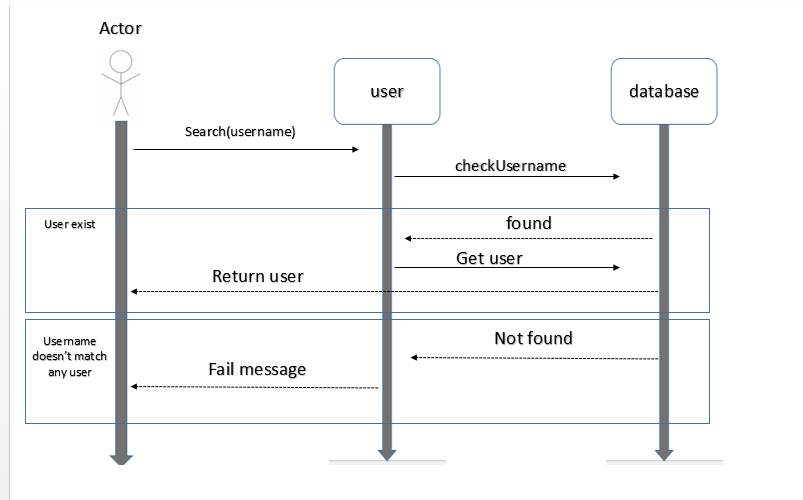 Actor
user
database
Search(username)
checkUsername
User exist
found
Get user
Return user
Username
doesn't match
any user
Not found
Fail message